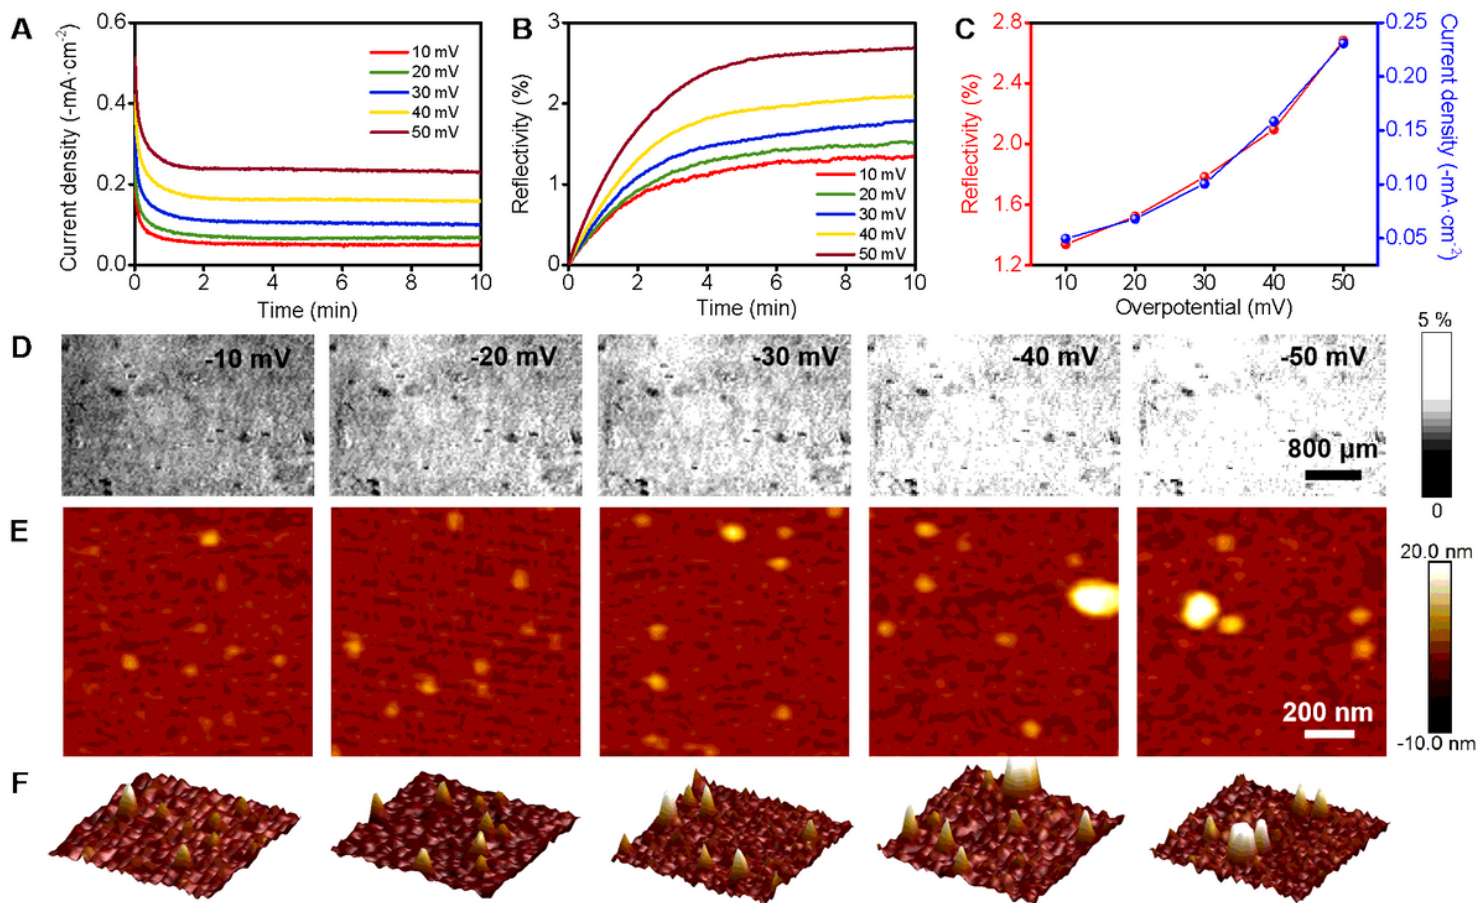 A
Current density (-mA·cm⁻²)
0.6
0.4
0.2
0.0
10 mV
20 mV
30 mV
40 mV
50 mV
0 2 4 6 8 10
Time (min)
B
Reflectivity (%)
3
2
1
0
10 mV
20 mV
30 mV
40 mV
50 mV
0 2 4 6 8 10
Time (min)
C
Reflectivity (%)
2.8
2.4
2.0
1.6
1.2
0.25
0.20
0.15
0.10
0.05
Current density (-mA·cm⁻²)
10 20 30 40 50
Overpotential (mV)
D
-10 mV
-20 mV
-30 mV
-40 mV
-50 mV
800 µm
5 %
0
E
200 nm
20.0 nm
-10.0 nm
F